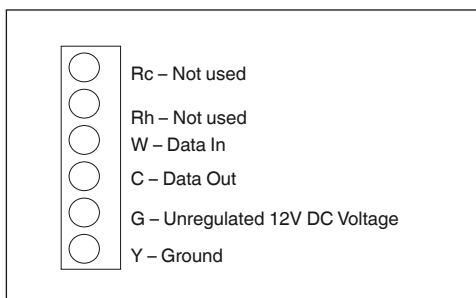 Rc – Not used
Rh – Not used
W – Data In
C – Data Out
G – Unregulated 12V DC Voltage
Y – Ground